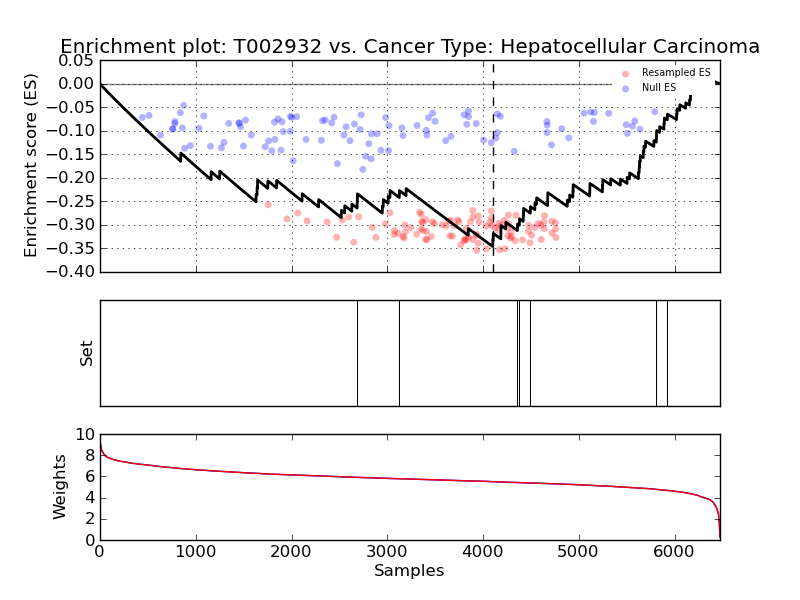 Enrichment plot: T002932 vs. Cancer Type: Hepatocellular Carcinoma
Enrichment score (ES)
0.05
0.00
−0.05
−0.10
−0.15
−0.20
−0.25
−0.30
−0.35
−0.40
Resampled ES
Null ES
Set
Weights
10
8
6
4
2
0
0 1000 2000 3000 4000 5000 6000
Samples